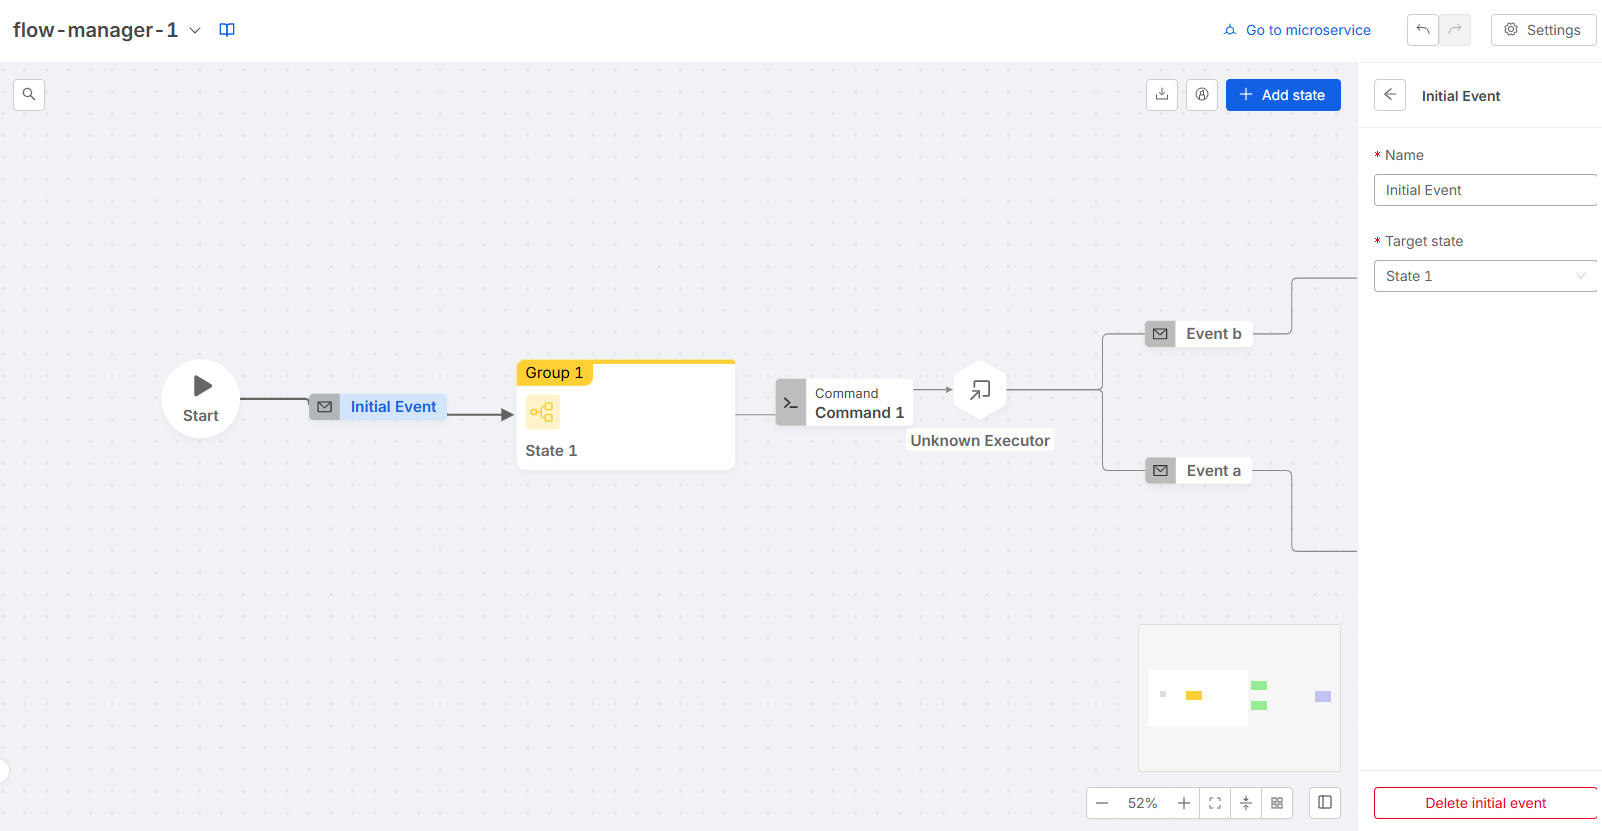 flow-manager-1
Go to microservice
Settings
Add state
Initial Event
* Name
Initial Event
* Target state
State 1
Start
Initial Event
Group 1
State 1
Command
Command 1
Unknown Executor
Event b
Event a
52%
Delete initial event